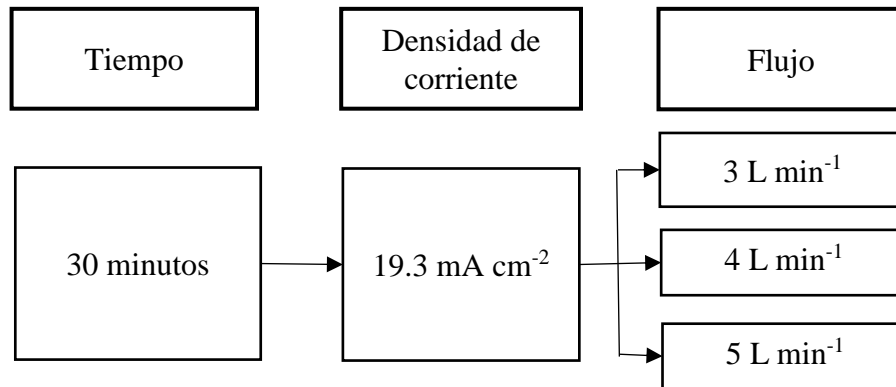 Tiempo
Densidad de
corriente
Flujo
30 minutos
19.3 mA cm⁻²
3 L min⁻¹
4 L min⁻¹
5 L min⁻¹